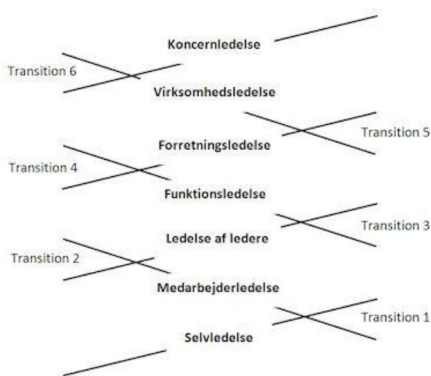 Koncernledelse
Transition 6
Virksomhedsledelse
Transition 5
Forretningsledelse
Transition 4
Funktionsledelse
Transition 3
Ledelse af ledere
Transition 2
Medarbejderledelse
Transition 1
Selvledelse